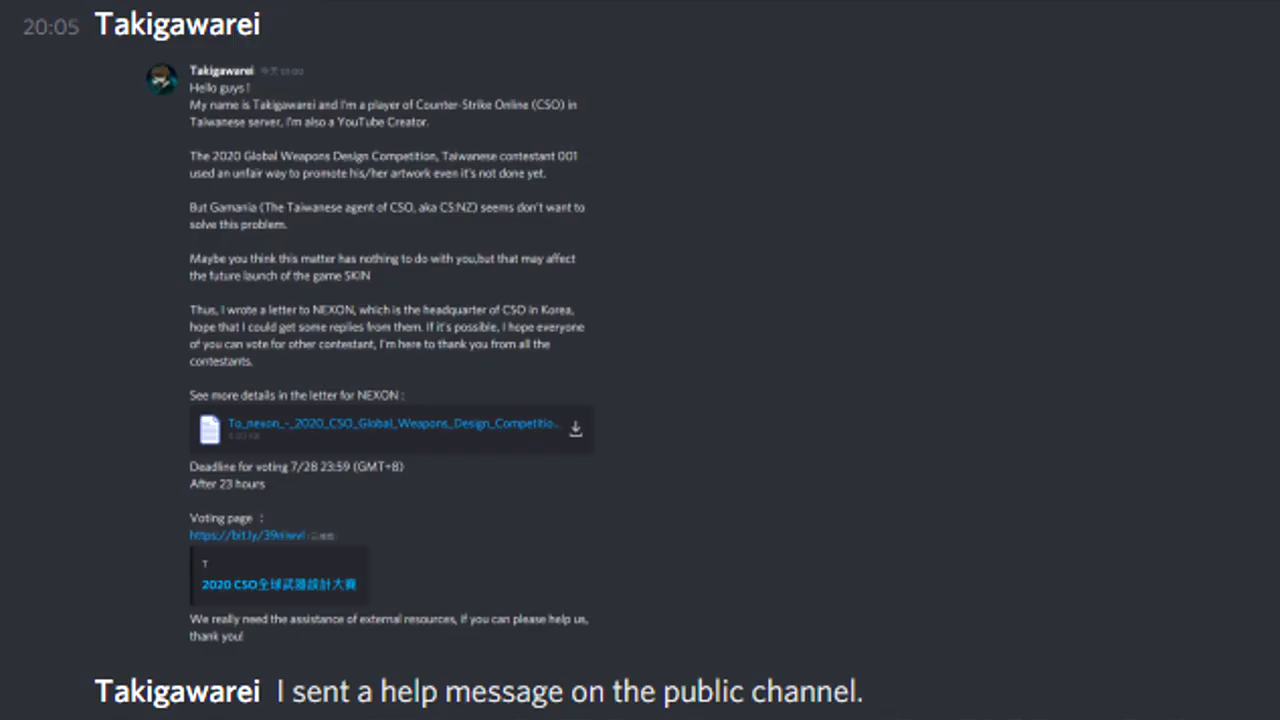 20:05 Takigawarei
Takigawarei 今天
Hello guys !
My name is Takigawarei and I'm a player of Counter-Strike Online (CSO) in
Taiwanese server, I'm also a YouTube Creator.
The 2020 Global Weapons Design Competition, Taiwanese contestant 001
used an unfair way to promote his/her artwork even it's not done yet.
But Gamania (The Taiwanese agent of CSO, aka CS:NZ) seems don't want to
solve this problem.
Maybe you think this matter has nothing to do with you,but that may affect
the future launch of the game SKIN
Thus, I wrote a letter to NEXON, which is the headquarter of CSO in Korea,
hope that I could get some replies from them. If it's possible, I hope everyone
of you can vote for other contestant, I'm here to thank you from all the
contestants.
See more details in the letter for NEXON :
To_nexon_-_2020_CSO_Global_Weapons_Design_Competitio...
Deadline for voting 7/28 23:59 (GMT+8)
After 23 hours
Voting page ：
T
2020 CSO全球武器設計大賽
We really need the assistance of external resources, if you can please help us,
thank you!
Takigawarei I sent a help message on the public channel.